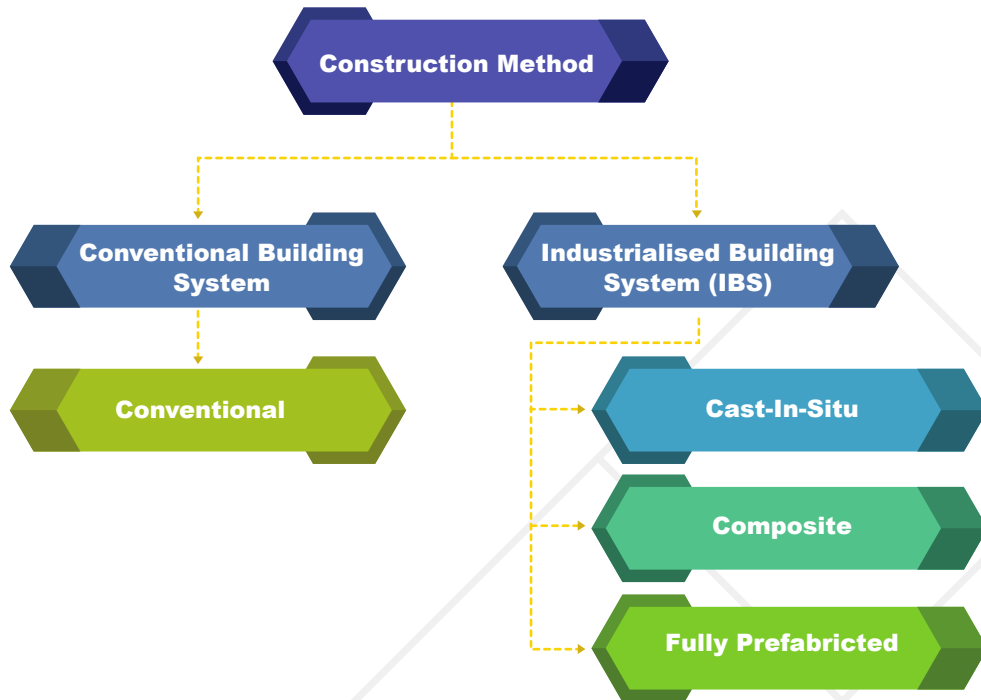 Construction Method
Conventional Building
System
Industrialised Building
System (IBS)
Conventional
Cast-In-Situ
Composite
Fully Prefabricted